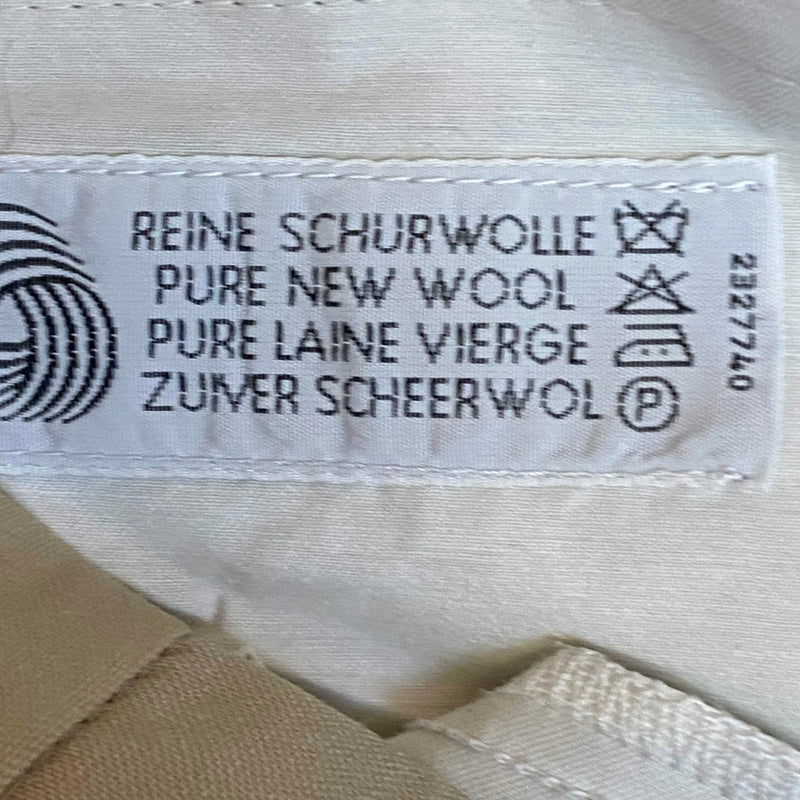 REINE SCHURWOLLE
PURE NEW WOOL
PURE LAINE VIERGE
ZUIVER SCHEERWOL
P
2327740